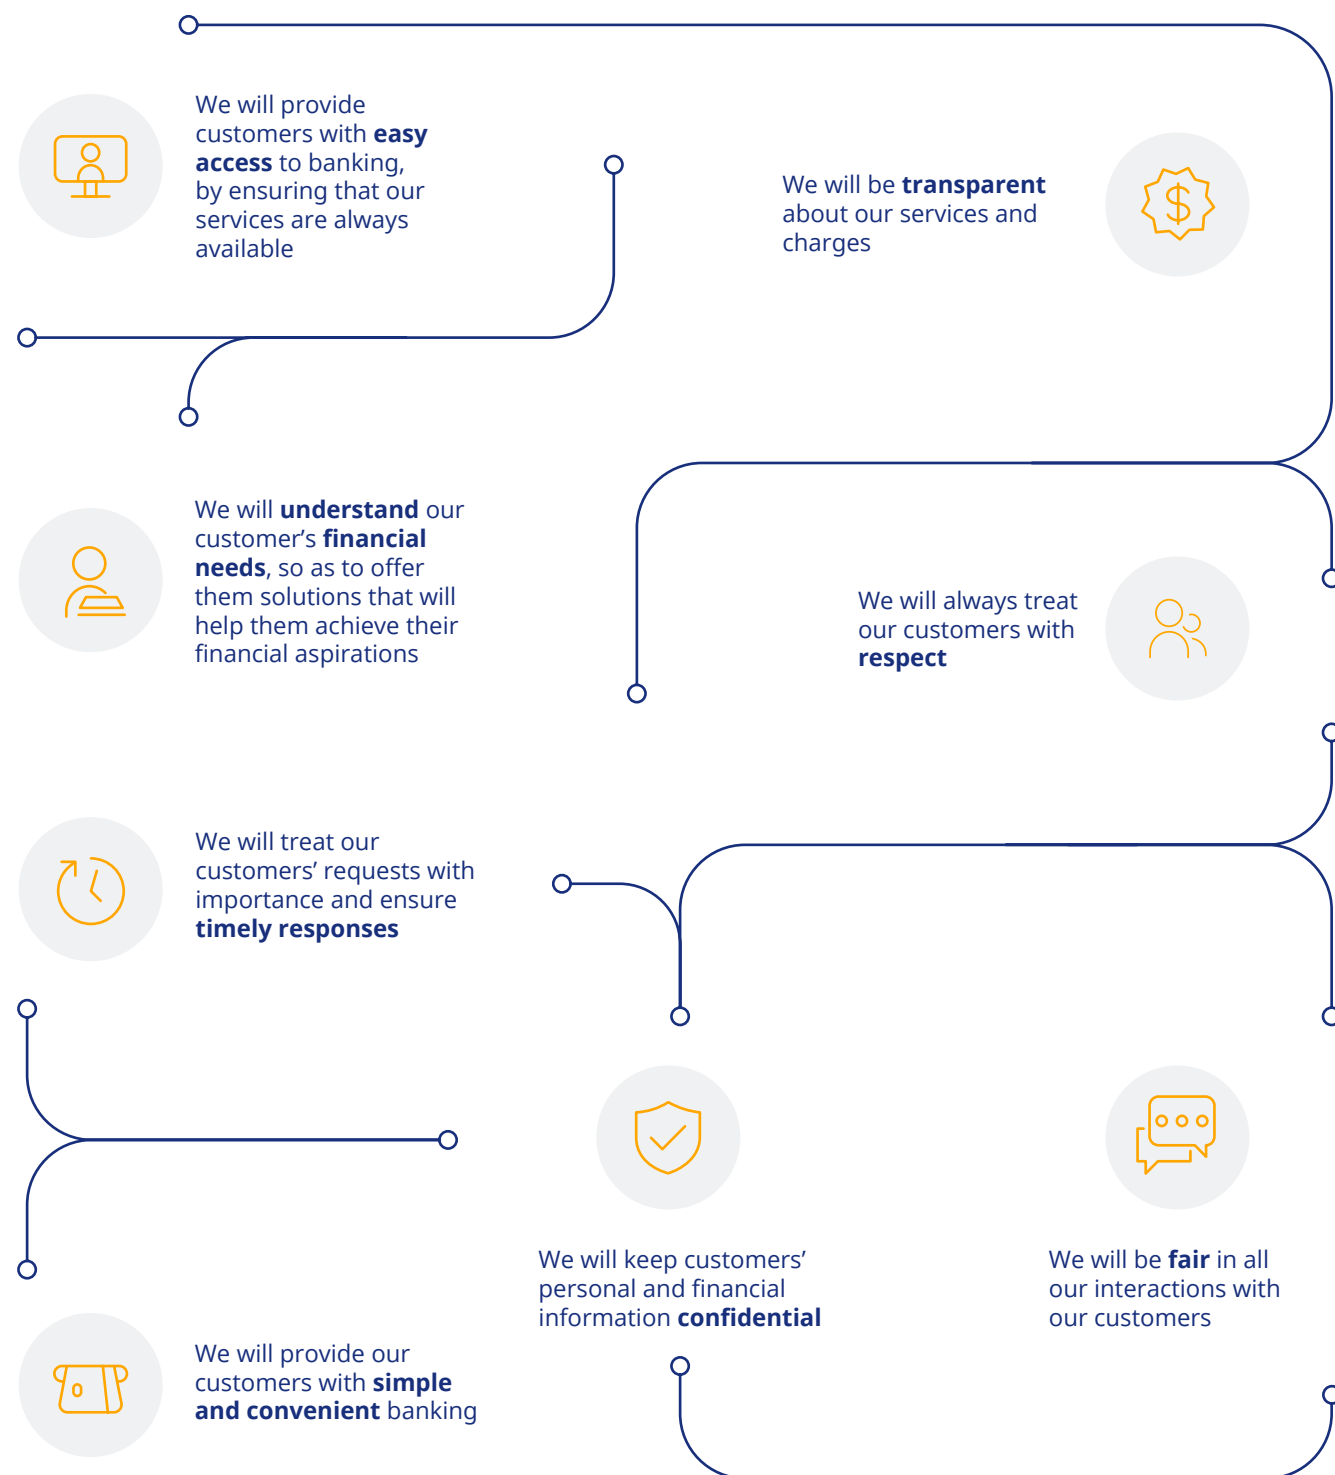 We will provide
customers with easy
access to banking,
by ensuring that our
services are always
available
We will be transparent
about our services and
charges
We will understand our
customer’s financial
needs, so as to offer
them solutions that will
help them achieve their
financial aspirations
We will always treat
our customers with
respect
We will treat our
customers’ requests with
importance and ensure
timely responses
We will keep customers’
personal and financial
information confidential
We will be fair in all
our interactions with
our customers
We will provide our
customers with simple
and convenient banking